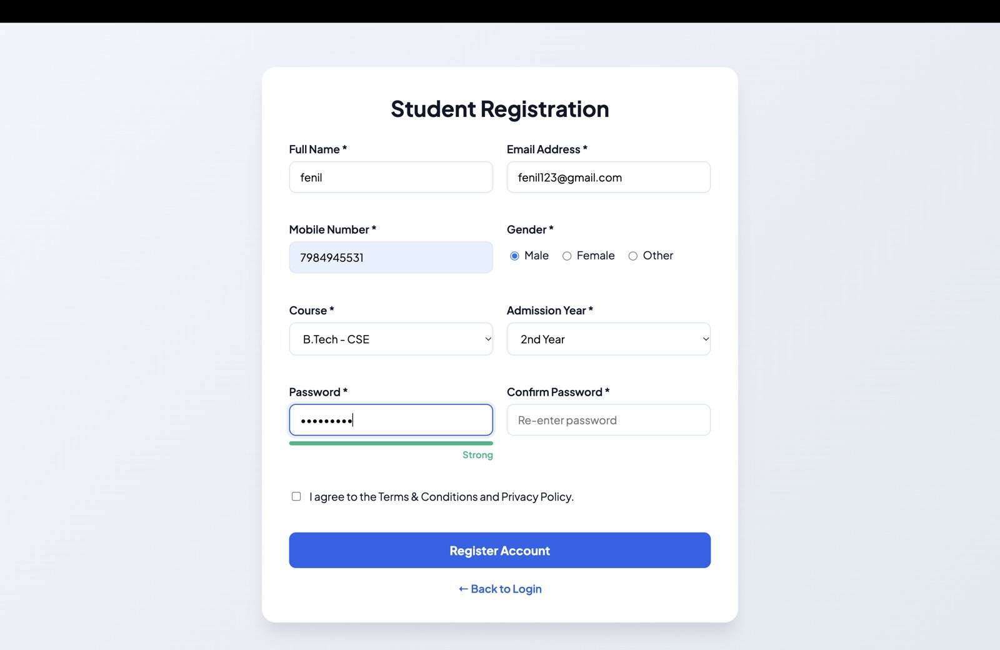 Student Registration
Full Name *
Email Address *
fenil
fenil123@gmail.com
Mobile Number *
Gender *
7984945531
Male
Female
Other
Course *
Admission Year *
B.Tech - CSE
2nd Year
Password *
Confirm Password *
•••••••••
Re-enter password
Strong
I agree to the Terms & Conditions and Privacy Policy.
Register Account
← Back to Login